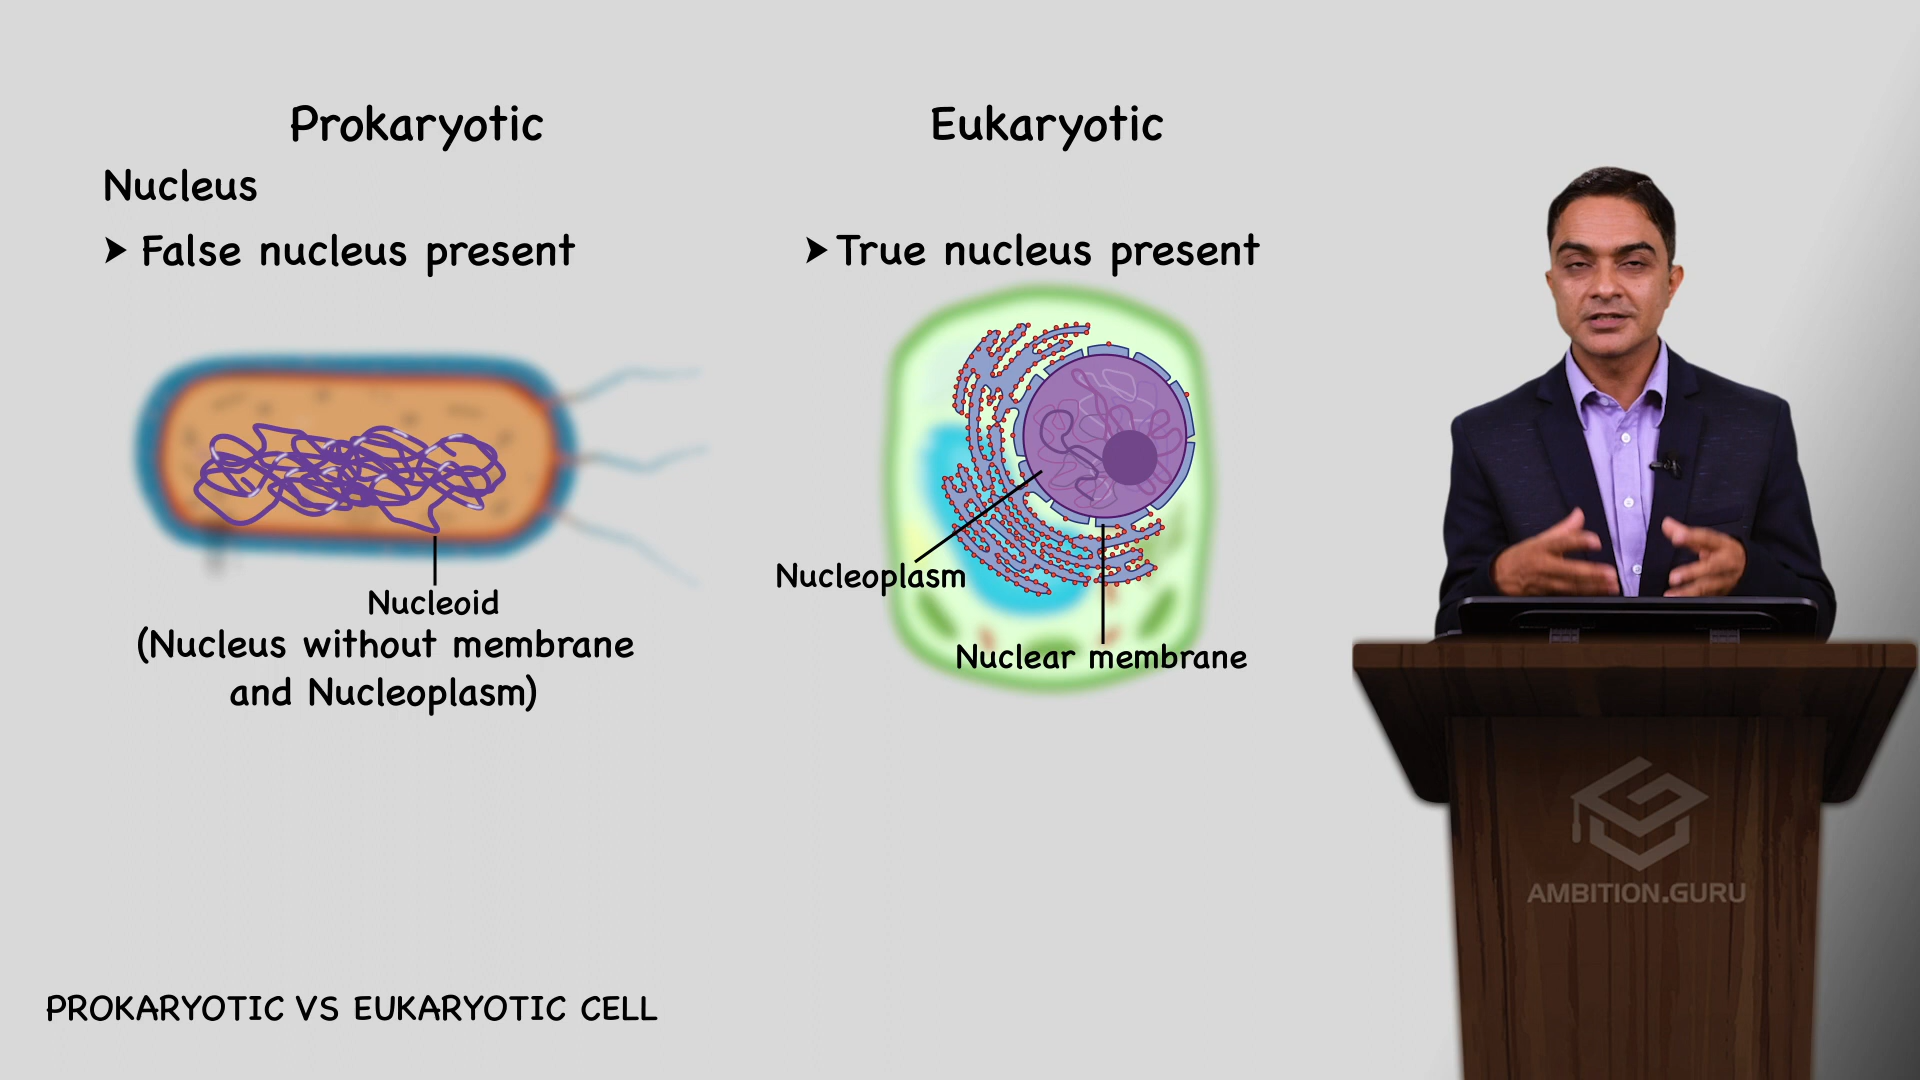 Prokaryotic
Eukaryotic
Nucleus
➤ False nucleus present
➤ True nucleus present
Nucleoid
(Nucleus without membrane
and Nucleoplasm)
Nucleoplasm
Nuclear membrane
AMBITION.GURU
PROKARYOTIC VS EUKARYOTIC CELL